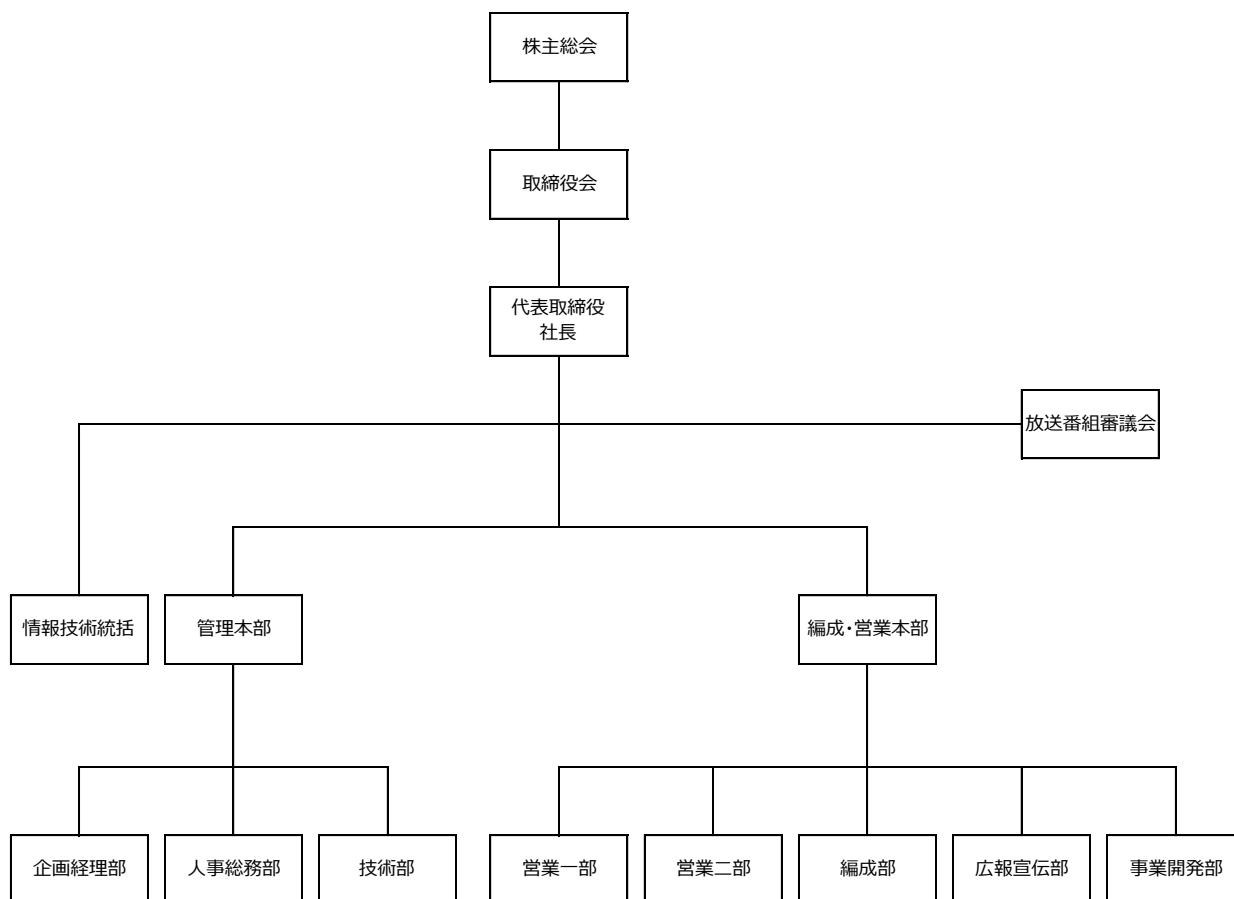 株主総会
取締役会
代表取締役
社長
放送番組審議会
情報技術統括
管理本部
編成・営業本部
企画経理部
人事総務部
技術部
営業一部
営業二部
編成部
広報宣伝部
事業開発部